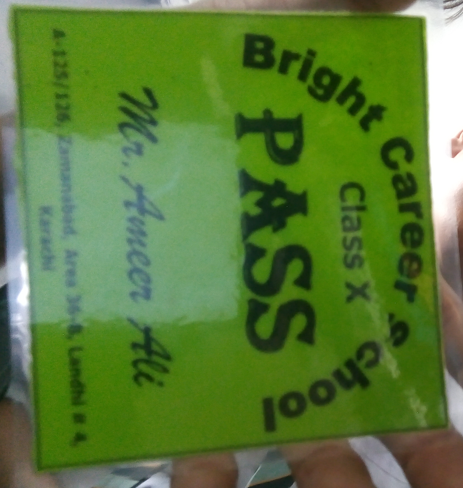 Bright Career School
Class X
PASS
Mr. Ameer Ali
A-125/126, Zamanabad, Area 36-B, Landhi # 4,
Karachi